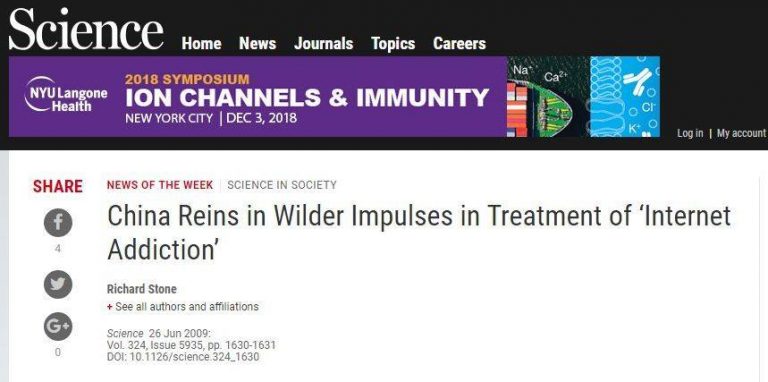 Science
Home News Journals Topics Careers
NYU Langone
Health
2018 SYMPOSIUM
ION CHANNELS & IMMUNITY
NEW YORK CITY | DEC 3, 2018
Na+
Ca2+
Cl-
K+
Log in | My account
SHARE
NEWS OF THE WEEK SCIENCE IN SOCIETY
China Reins in Wilder Impulses in Treatment of ‘Internet
Addiction’
Richard Stone
+ See all authors and affiliations
Science 26 Jun 2009:
Vol. 324, Issue 5935, pp. 1630-1631
DOI: 10.1126/science.324_1630
f
4
G+
0